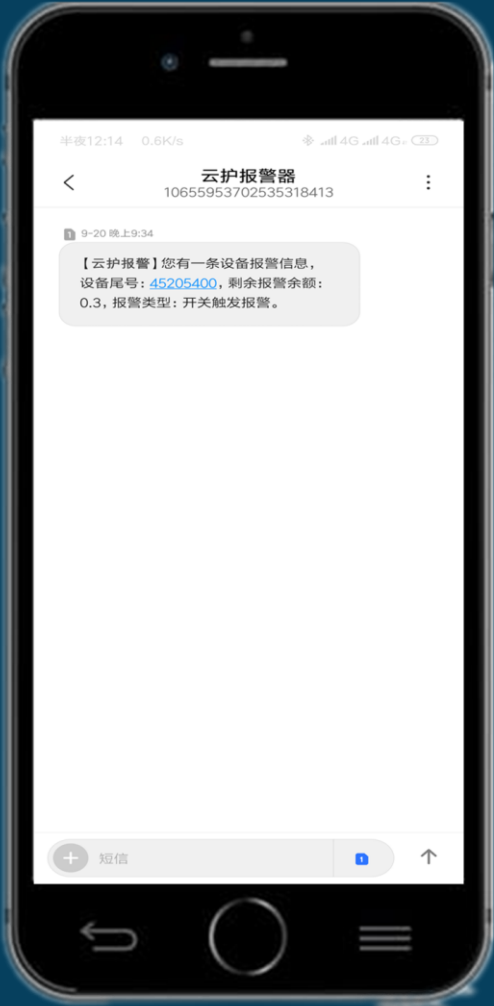 半夜12:14 0.6K/s 4G 4G 23
云护报警器
10655953702535318413
1 9-20 晚上9:34
【云护报警】您有一条设备报警信息，
设备尾号：45205400，剩余报警余额：
0.3，报警类型：开关触发报警。
短信 1